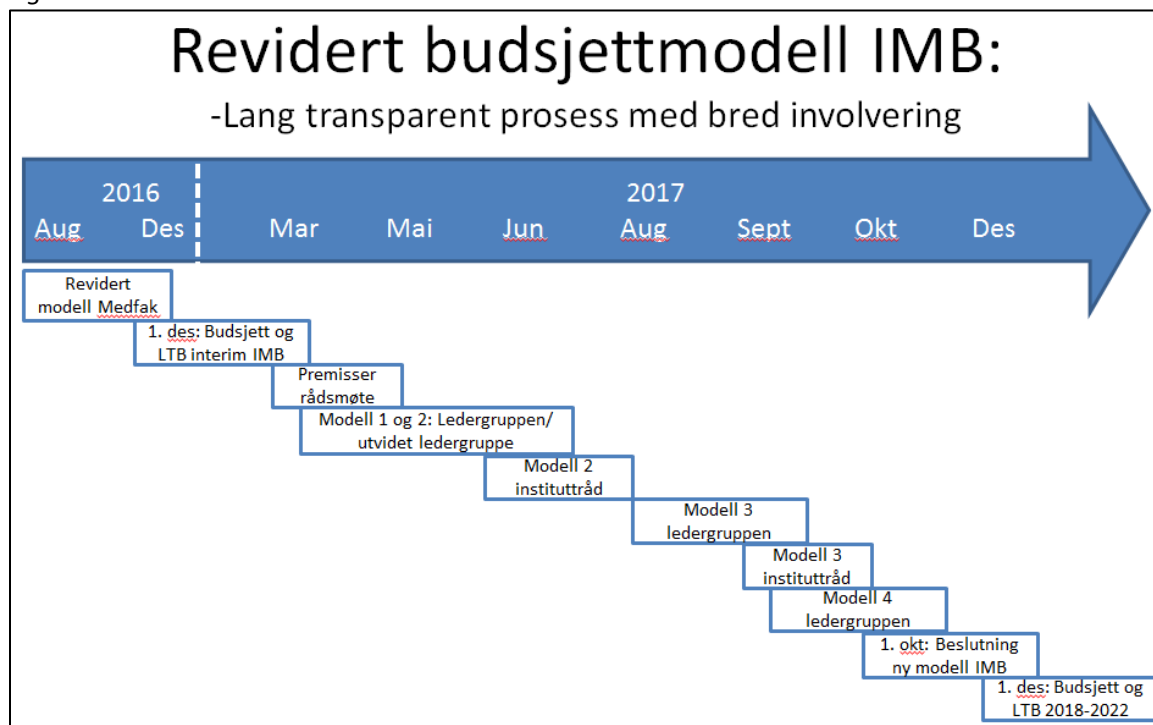 Revidert budsjettmodell IMB:
-Lang transparent prosess med bred involvering
2016
2017
Aug Des Mar Mai Jun Aug Sept Okt Des
Revidert
modell Medfak
1. des: Budsjett og
LTB interim IMB
Premisser
rådsmøte
Modell 1 og 2: Ledergruppen/
utvidet ledergruppe
Modell 2
instituttråd
Modell 3
ledergruppen
Modell 3
instituttråd
Modell 4
ledergruppen
1. okt: Beslutning
ny modell IMB
1. des: Budsjett og
LTB 2018-2022